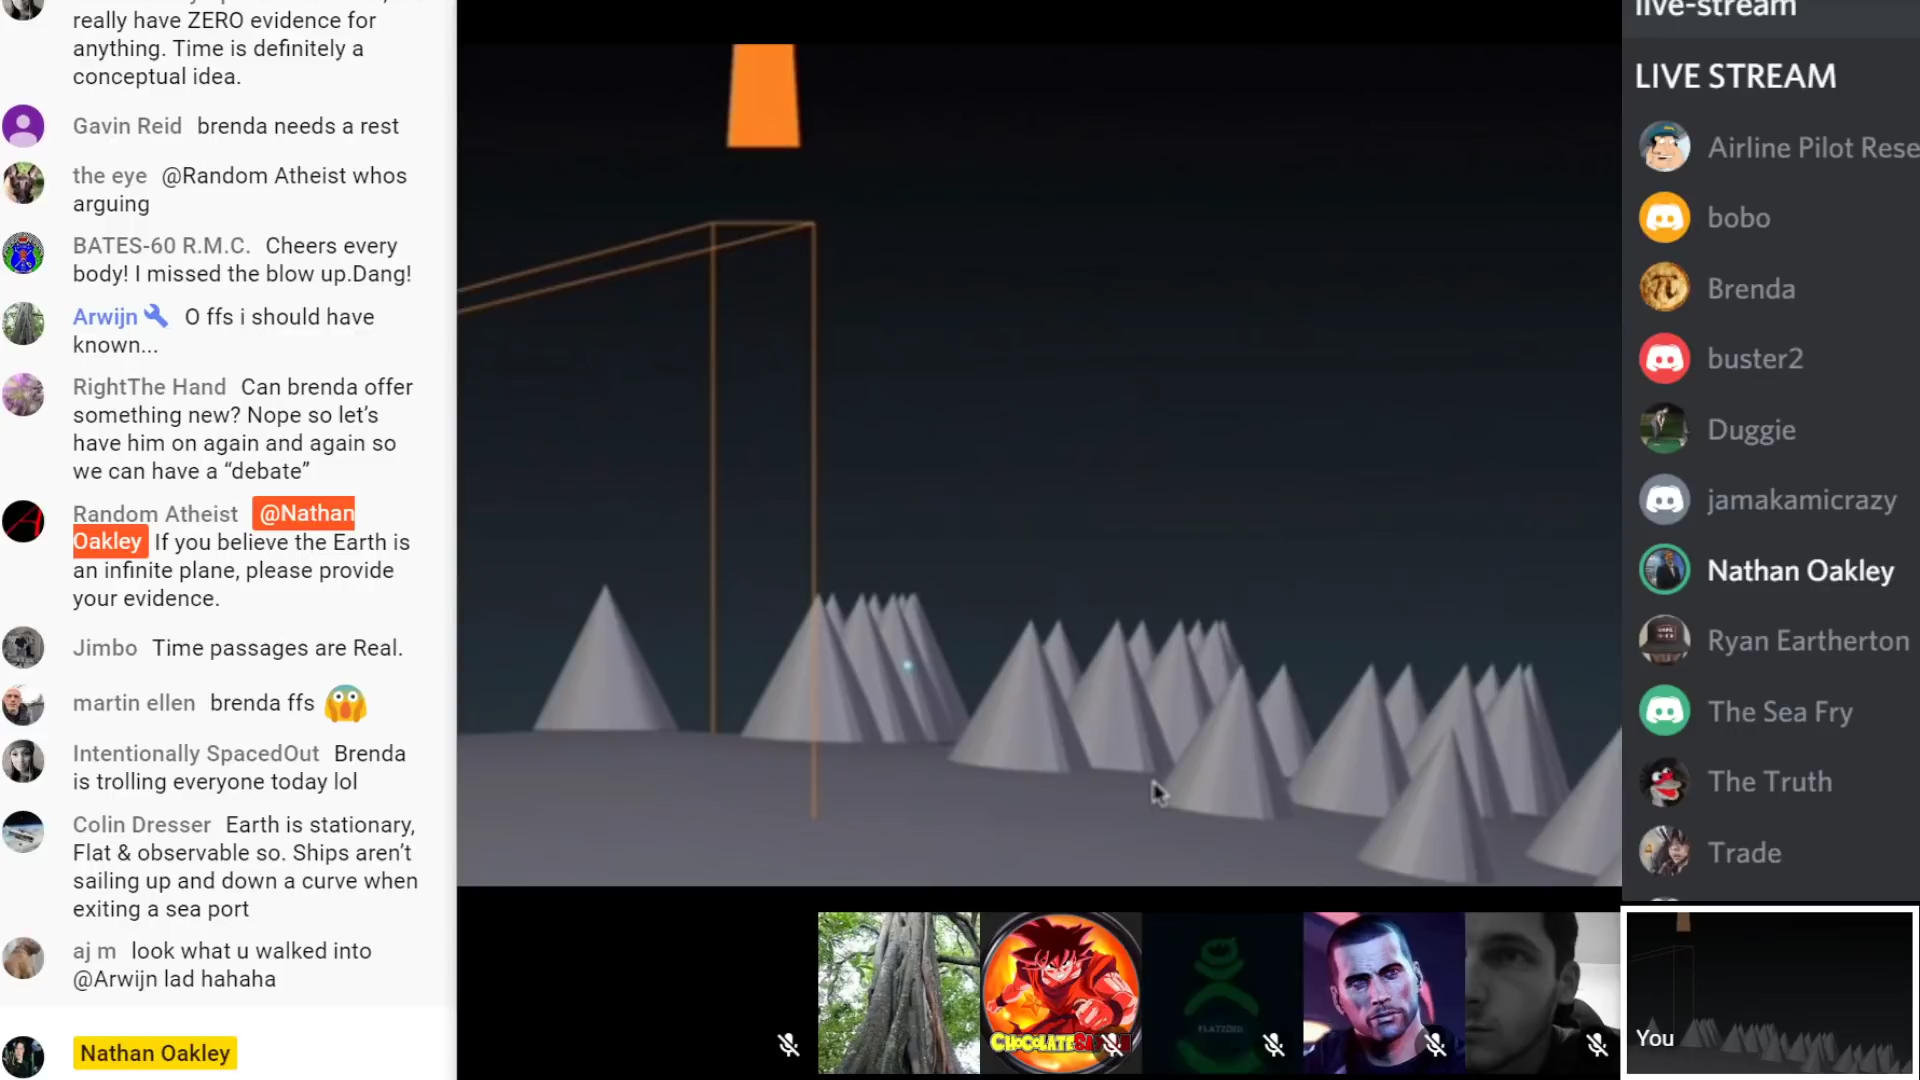 really have ZERO evidence for
anything. Time is definitely a
conceptual idea.
Gavin Reid brenda needs a rest
the eye @Random Atheist whos
arguing
BATES-60 R.M.C. Cheers every
body! I missed the blow up.Dang!
Arwijn O ffs i should have
known...
RightThe Hand Can brenda offer
something new? Nope so let’s
have him on again and again so
we can have a “debate”
Random Atheist @Nathan
Oakley If you believe the Earth is
an infinite plane, please provide
your evidence.
Jimbo Time passages are Real.
martin ellen brenda ffs
Intentionally SpacedOut Brenda
is trolling everyone today lol
Colin Dresser Earth is stationary,
Flat & observable so. Ships aren’t
sailing up and down a curve when
exiting a sea port
aj m look what u walked into
@Arwijn lad hahaha
Nathan Oakley
live-stream
LIVE STREAM
Airline Pilot Rese
bobo
Brenda
buster2
Duggie
jamakamicrazy
Nathan Oakley
Ryan Eartherton
The Sea Fry
The Truth
Trade
You